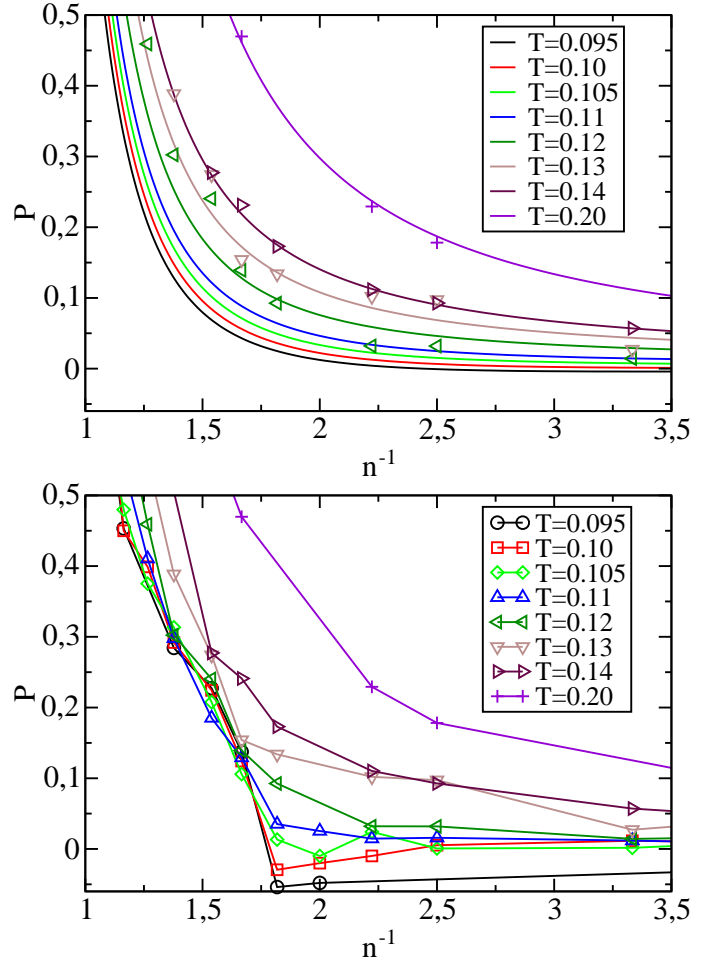 0,5
0,4
0,3
0,2
0,1
0
P
T=0.095
T=0.10
T=0.105
T=0.11
T=0.12
T=0.13
T=0.14
T=0.20
1 1,5 2 2,5 3 3,5
n⁻¹
0,5
0,4
0,3
0,2
0,1
0
P
T=0.095
T=0.10
T=0.105
T=0.11
T=0.12
T=0.13
T=0.14
T=0.20
1 1,5 2 2,5 3 3,5
n⁻¹